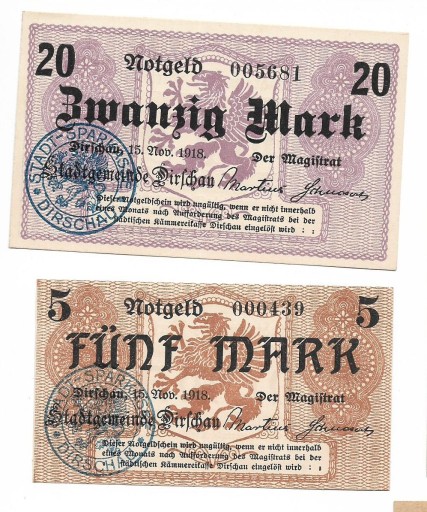 20 Notgeld 005681 20
Zwanzig Mark
Dirschau, 15. Nov. 1918. Der Magistrat
Stadtgemeinde Dirschau Martins
Dieser Notgeldschein wird ungültig, wenn er nicht innerhalb
eines Monats nach Aufforderung des Magistrats bei der
städtischen Kämmereikasse Dirschau eingelöst wird : :
DIRSCHAU
5 Notgeld 000439 5
FÜNF MARK
Dirschau, 15. Nov. 1918. Der Magistrat
Stadtgemeinde Dirschau Martins
Dieser Notgeldschein wird ungültig, wenn er nicht innerhalb
eines Monats nach Aufforderung des Magistrats bei der
städtischen Kämmereikasse Dirschau eingelöst wird : :
DIRSCHAU